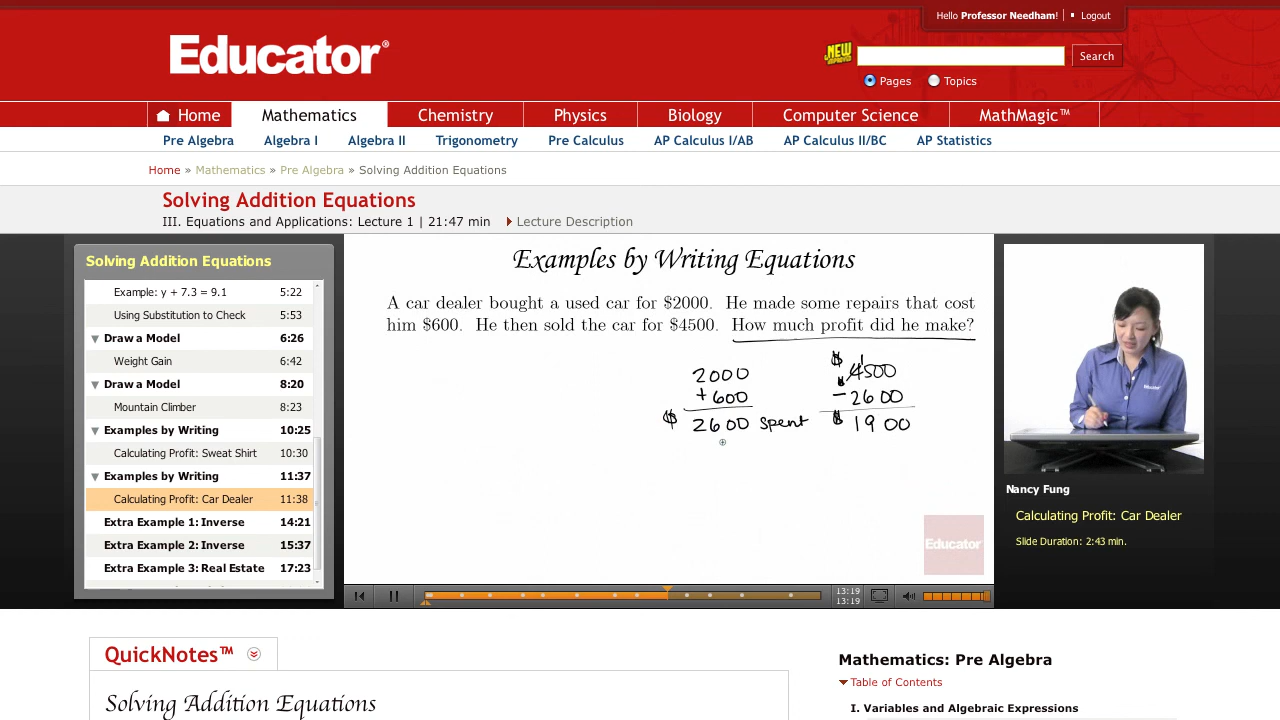 Hello Professor Needham! | ▪ Logout
Educator®
NEW
Search
Pages Topics
Home Mathematics Chemistry Physics Biology Computer Science MathMagic™
Pre Algebra Algebra I Algebra II Trigonometry Pre Calculus AP Calculus I/AB AP Calculus II/BC AP Statistics
Home » Mathematics » Pre Algebra » Solving Addition Equations
Solving Addition Equations
III. Equations and Applications: Lecture 1 | 21:47 min Lecture Description
Solving Addition Equations
Example: y + 7.3 = 9.1 5:22
Using Substitution to Check 5:53
Draw a Model 6:26
Weight Gain 6:42
Draw a Model 8:20
Mountain Climber 8:23
Examples by Writing 10:25
Calculating Profit: Sweat Shirt 10:30
Examples by Writing 11:37
Calculating Profit: Car Dealer 11:38
Extra Example 1: Inverse 14:21
Extra Example 2: Inverse 15:37
Extra Example 3: Real Estate 17:23
Examples by Writing Equations
A car dealer bought a used car for $2000. He made some repairs that cost
him $600. He then sold the car for $4500. How much profit did he make?
2000
+600
$ 2600 spent
$ 4500
- 2600
$ 1900
Educator
13:19
13:19
Educator
Nancy Fung
Calculating Profit: Car Dealer
Slide Duration: 2:43 min.
QuickNotes™
Solving Addition Equations
Mathematics: Pre Algebra
Table of Contents
I. Variables and Algebraic Expressions